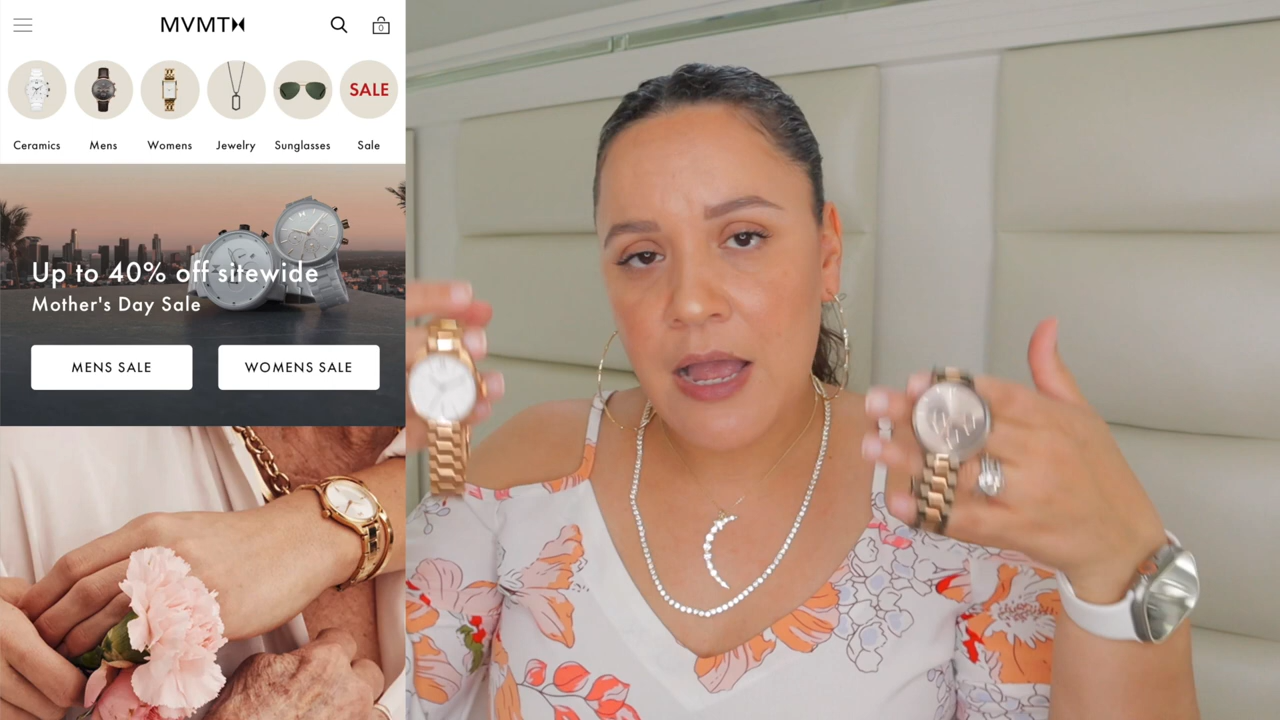 MVMT
0
SALE
Ceramics Mens Womens Jewelry Sunglasses Sale
Up to 40% off sitewide
Mother's Day Sale
MENS SALE WOMENS SALE